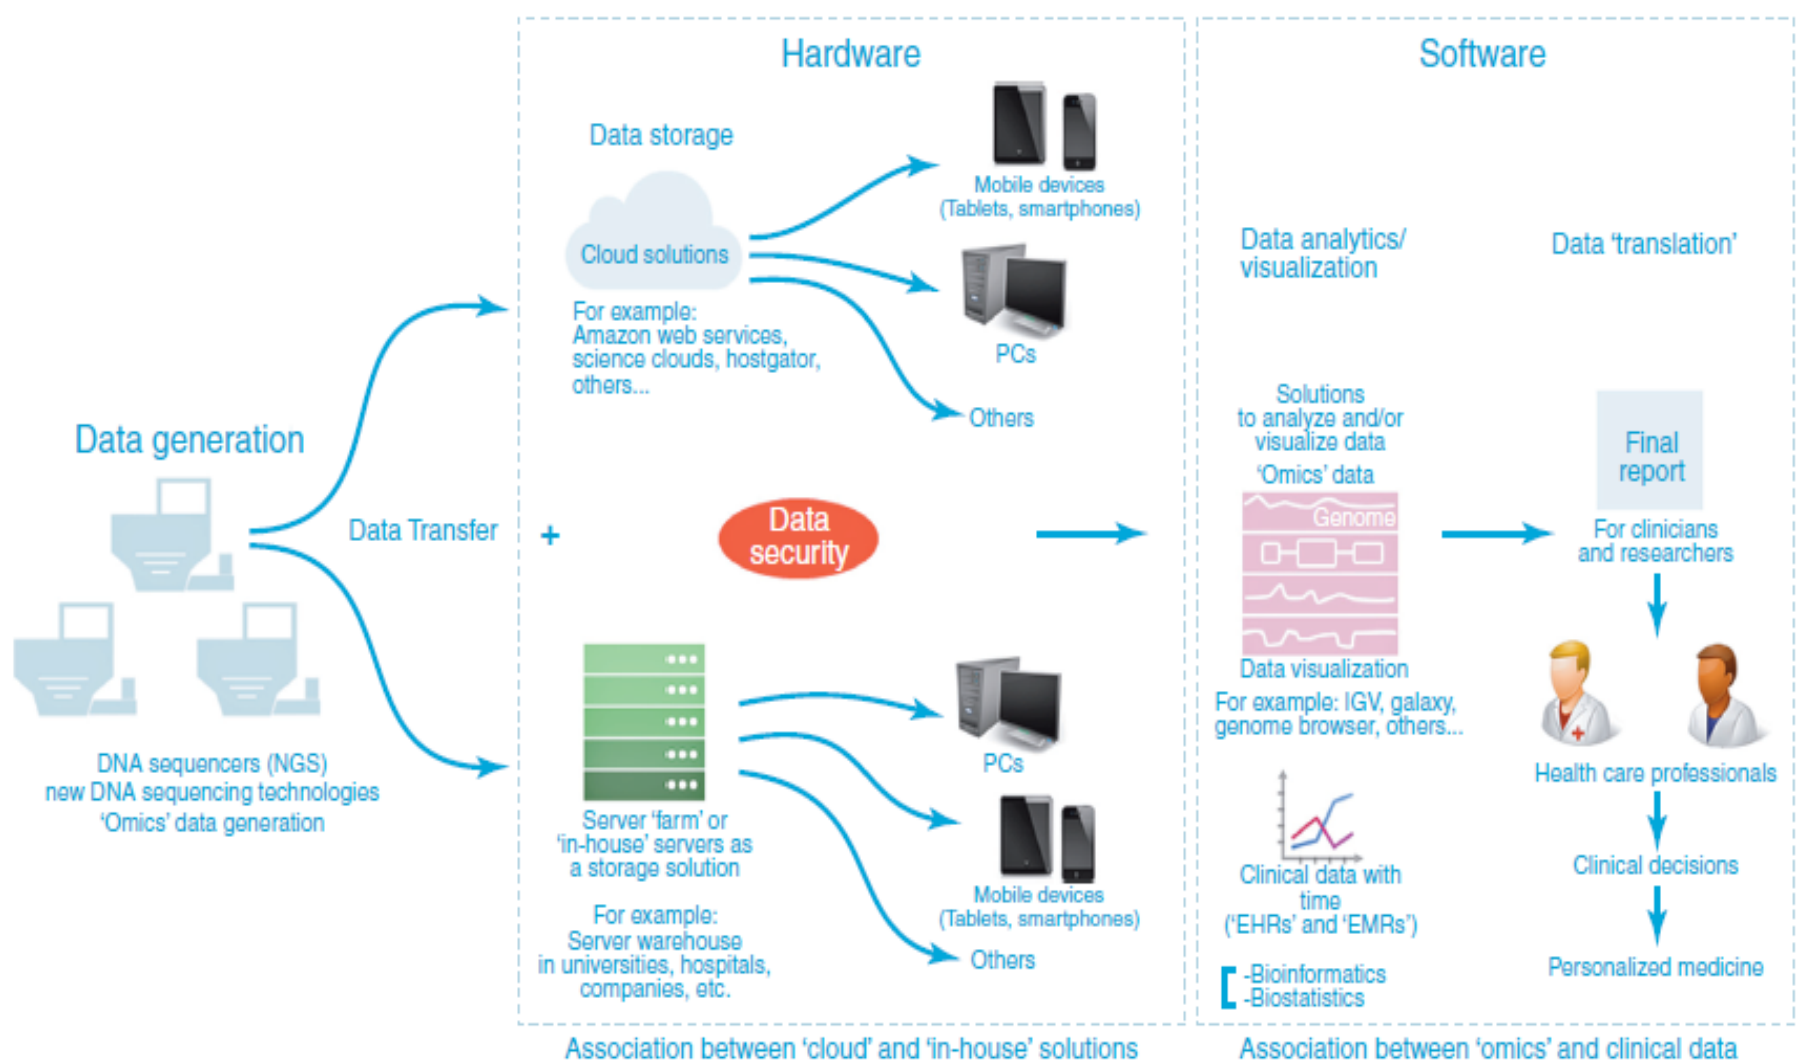 Hardware
Software
Data storage
Cloud solutions
For example:
Amazon web services,
science clouds, hostgator,
others...
Mobile devices
(Tablets, smartphones)
PCs
Others
Data generation
DNA sequencers (NGS)
new DNA sequencing technologies
‘Omics’ data generation
Data Transfer
+
Data
security
Server ‘farm’ or
‘in-house’ servers as
a storage solution
For example:
Server warehouse
in universities, hospitals,
companies, etc.
PCs
Mobile devices
(Tablets, smartphones)
Others
Association between ‘cloud’ and ‘in-house’ solutions
Data analytics/
visualization
Solutions
to analyze and/or
visualize data
‘Omics’ data
Genome
Data visualization
For example: IGV, galaxy,
genome browser, others...
Clinical data with
time
(‘EHRs’ and ‘EMRs’)
-Bioinformatics
-Biostatistics
Data ‘translation’
Final
report
For clinicians
and researchers
Health care professionals
Clinical decisions
Personalized medicine
Association between ‘omics’ and clinical data